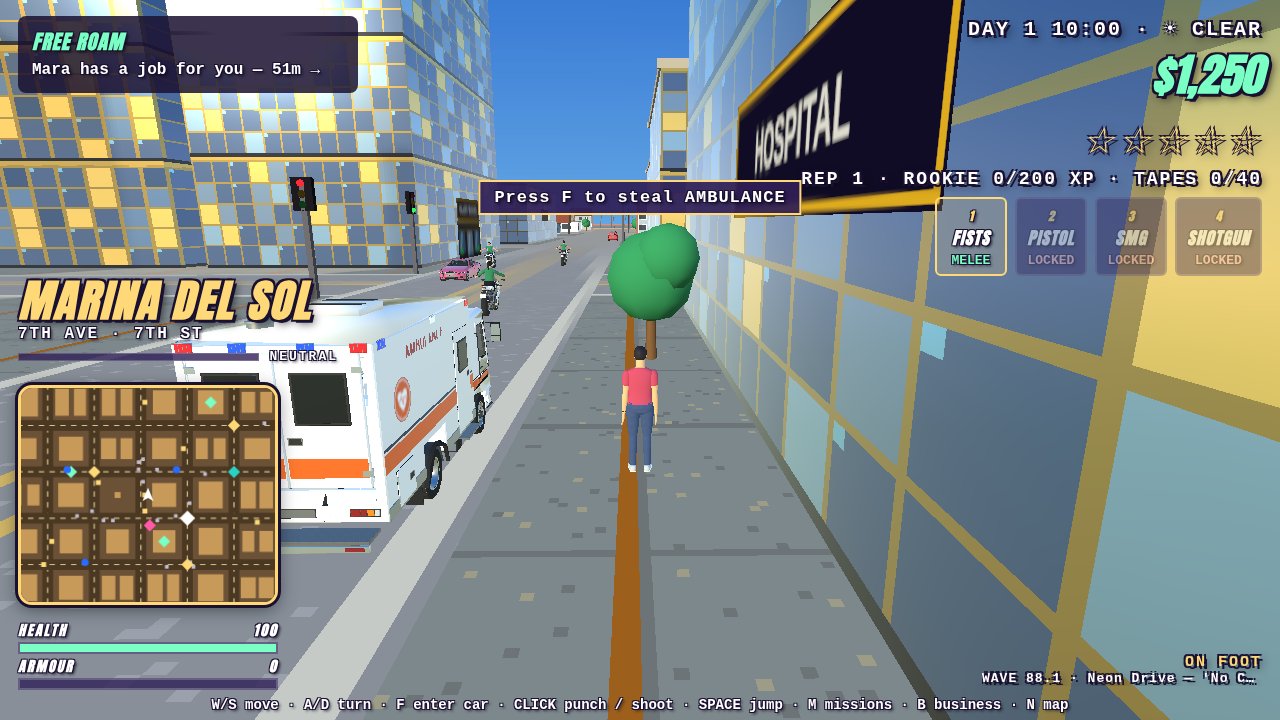 FREE ROAM
Mara has a job for you — 51m →
DAY 1 10:00 · ☀ CLEAR
$1,250
HOSPITAL
Press F to steal AMBULANCE
REP 1 · ROOKIE 0/200 XP · TAPES 0/40
1
FISTS
MELEE
2
PISTOL
LOCKED
3
SMG
LOCKED
4
SHOTGUN
LOCKED
MARINA DEL SOL
7TH AVE · 7TH ST
NEUTRAL
AMBULANCE
HEALTH 100
ARMOUR 0
ON FOOT
WAVE 88.1 · Neon Drive — 'No C…
W/S move · A/D turn · F enter car · CLICK punch / shoot · SPACE jump · M missions · B business · N map